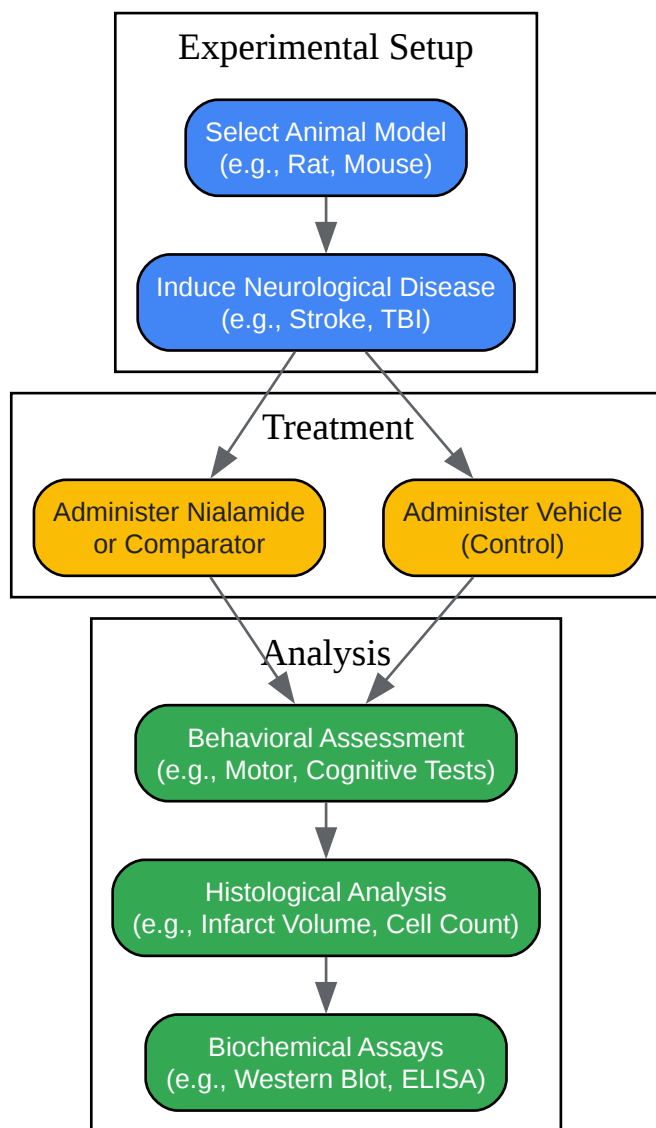 Experimental Setup
Select Animal Model
(e.g., Rat, Mouse)
Induce Neurological Disease
(e.g., Stroke, TBI)
Treatment
Administer Nialamide
or Comparator
Administer Vehicle
(Control)
Analysis
Behavioral Assessment
(e.g., Motor, Cognitive Tests)
Histological Analysis
(e.g., Infarct Volume, Cell Count)
Biochemical Assays
(e.g., Western Blot, ELISA)